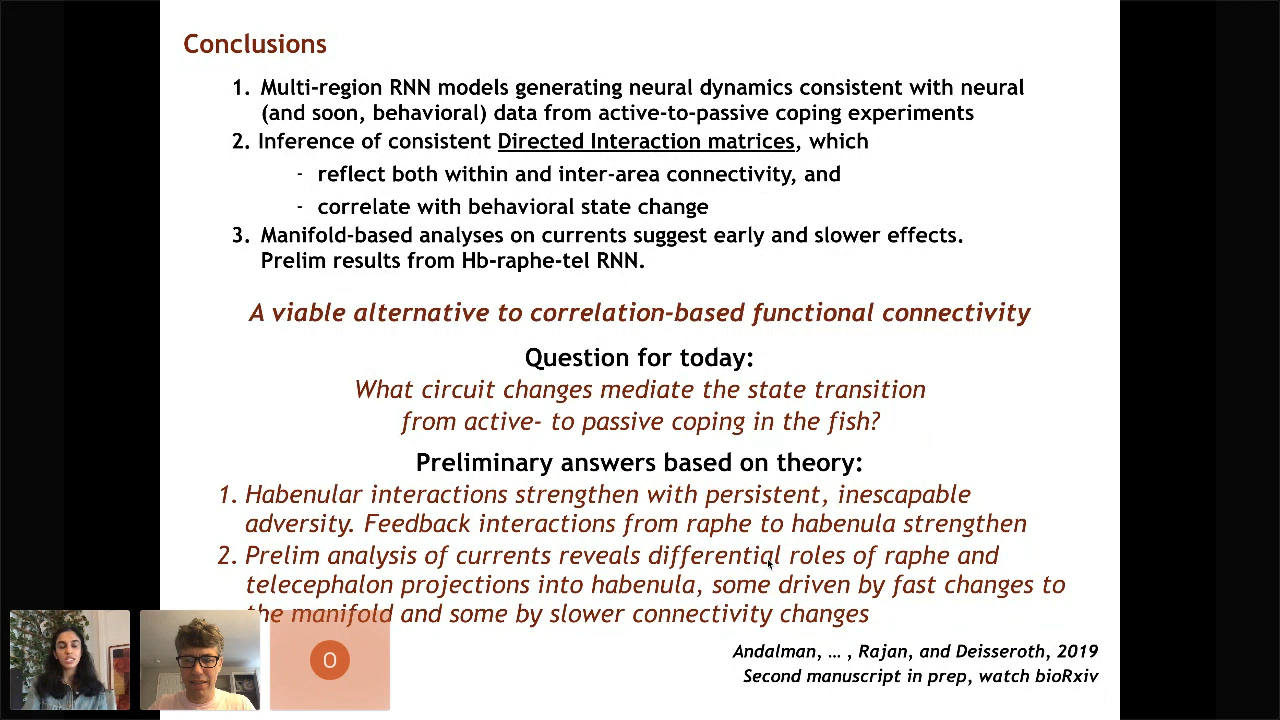 Conclusions
1. Multi-region RNN models generating neural dynamics consistent with neural
(and soon, behavioral) data from active-to-passive coping experiments
2. Inference of consistent Directed Interaction matrices, which
- reflect both within and inter-area connectivity, and
- correlate with behavioral state change
3. Manifold-based analyses on currents suggest early and slower effects.
Prelim results from Hb-raphe-tel RNN.
A viable alternative to correlation-based functional connectivity
Question for today:
What circuit changes mediate the state transition
from active- to passive coping in the fish?
Preliminary answers based on theory:
1. Habenular interactions strengthen with persistent, inescapable
adversity. Feedback interactions from raphe to habenula strengthen
2. Prelim analysis of currents reveals differential roles of raphe and
telecephalon projections into habenula, some driven by fast changes to
the manifold and some by slower connectivity changes
O
Andalman, … , Rajan, and Deisseroth, 2019
Second manuscript in prep, watch bioRxiv